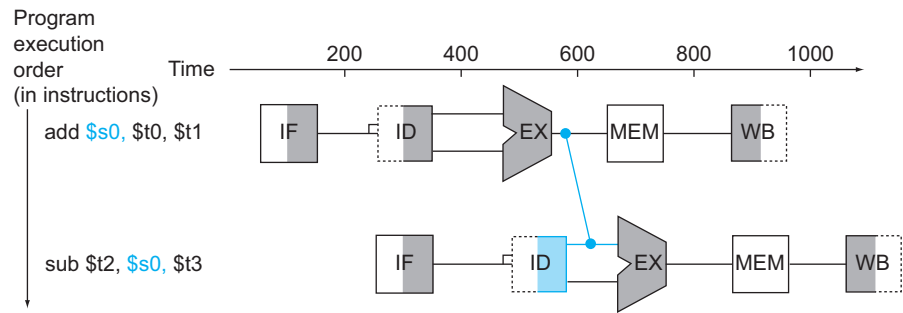 Program
execution
order
(in instructions)
Time
200 400 600 800 1000
add $s0, $t0, $t1
IF ID EX MEM WB
sub $t2, $s0, $t3
IF ID EX MEM WB